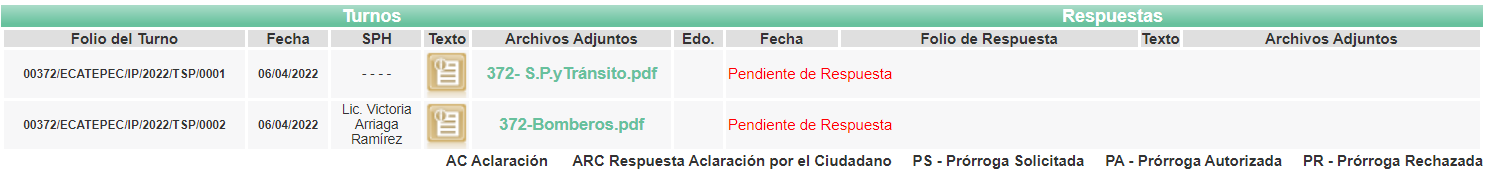 Turnos Respuestas
Folio del Turno Fecha SPH Texto Archivos Adjuntos Edo. Fecha Folio de Respuesta Texto Archivos Adjuntos
00372/ECATEPEC/IP/2022/TSP/0001 06/04/2022 - - - - 372- S.P.yTránsito.pdf Pendiente de Respuesta
00372/ECATEPEC/IP/2022/TSP/0002 06/04/2022 Lic. Victoria Arriaga Ramírez 372-Bomberos.pdf Pendiente de Respuesta
AC Aclaración ARC Respuesta Aclaración por el Ciudadano PS - Prórroga Solicitada PA - Prórroga Autorizada PR - Prórroga Rechazada